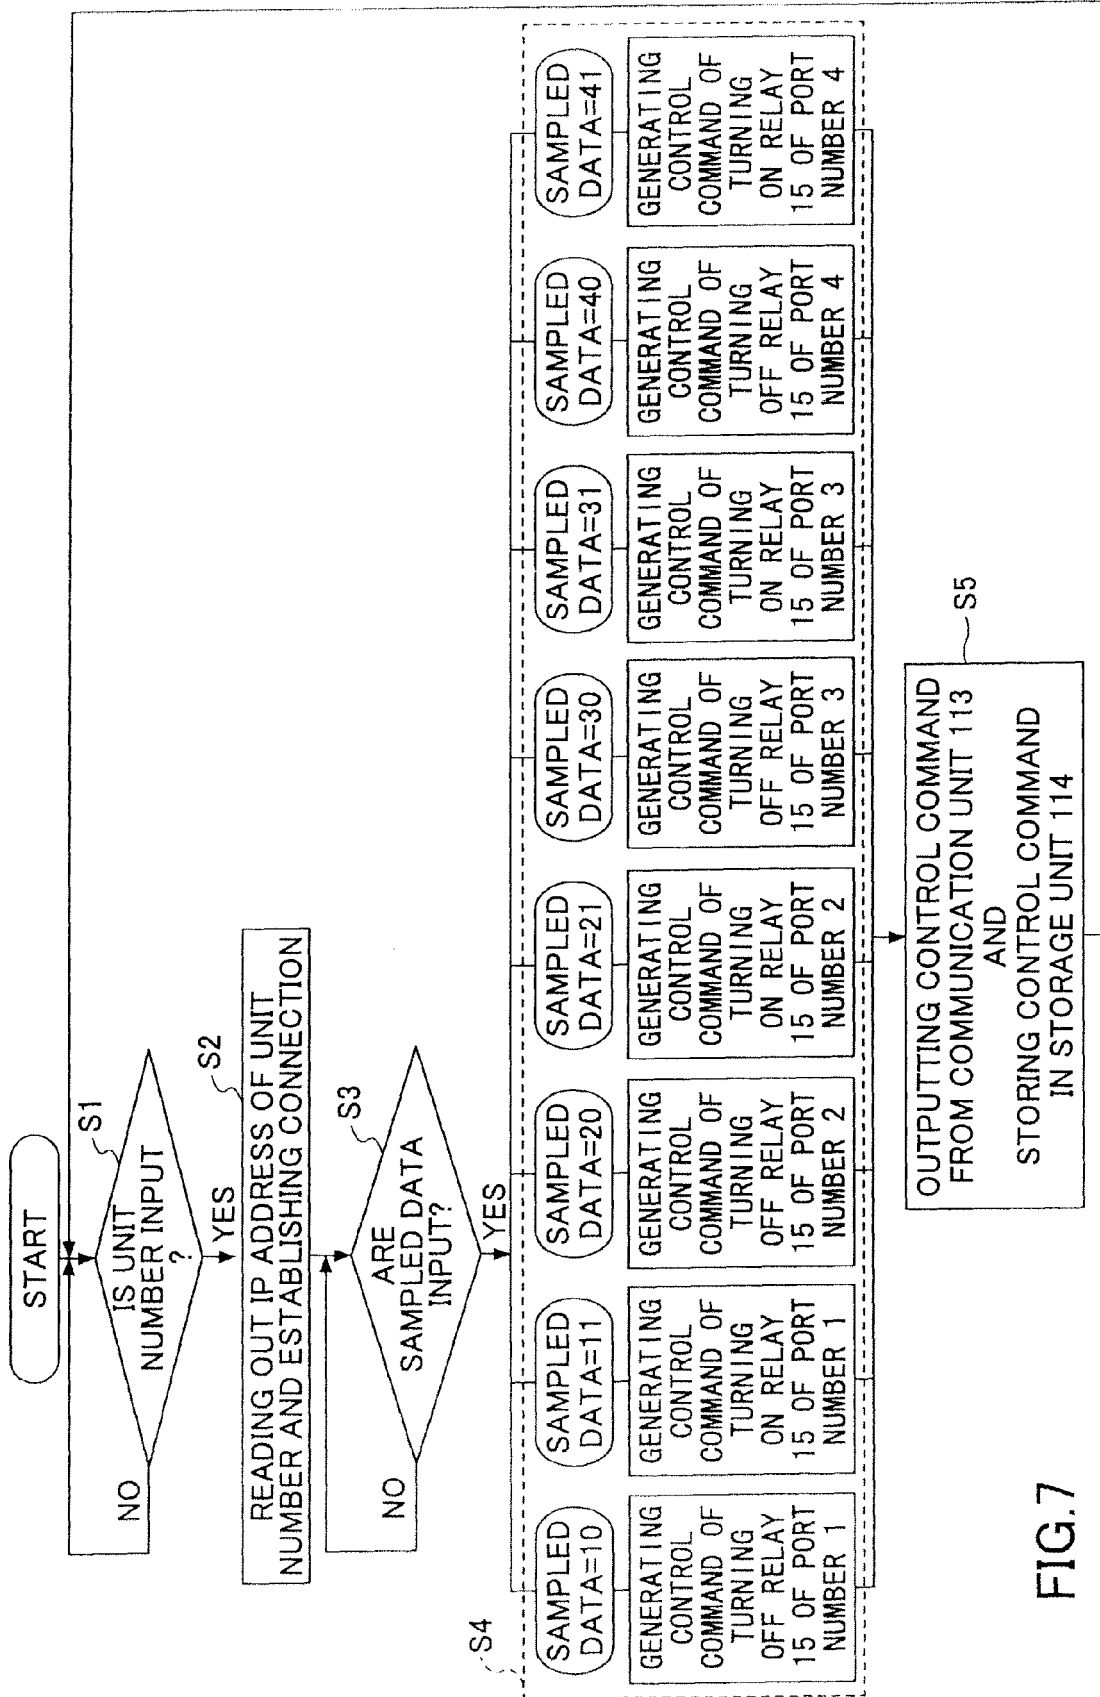 START
S1
IS UNIT
NUMBER INPUT
?
NO
YES
S2
READING OUT IP ADDRESS OF UNIT
NUMBER AND ESTABLISHING CONNECTION
S3
ARE
SAMPLED DATA
INPUT?
NO
YES
S4
SAMPLED
DATA=10
GENERATING
CONTROL
COMMAND OF
TURNING
OFF RELAY
15 OF PORT
NUMBER 1
SAMPLED
DATA=11
GENERATING
CONTROL
COMMAND OF
TURNING
ON RELAY
15 OF PORT
NUMBER 1
SAMPLED
DATA=20
GENERATING
CONTROL
COMMAND OF
TURNING
OFF RELAY
15 OF PORT
NUMBER 2
SAMPLED
DATA=21
GENERATING
CONTROL
COMMAND OF
TURNING
ON RELAY
15 OF PORT
NUMBER 2
SAMPLED
DATA=30
GENERATING
CONTROL
COMMAND OF
TURNING
OFF RELAY
15 OF PORT
NUMBER 3
SAMPLED
DATA=31
GENERATING
CONTROL
COMMAND OF
TURNING
ON RELAY
15 OF PORT
NUMBER 3
SAMPLED
DATA=40
GENERATING
CONTROL
COMMAND OF
TURNING
OFF RELAY
15 OF PORT
NUMBER 4
SAMPLED
DATA=41
GENERATING
CONTROL
COMMAND OF
TURNING
ON RELAY
15 OF PORT
NUMBER 4
S5
OUTPUTTING CONTROL COMMAND
FROM COMMUNICATION UNIT 113
AND
STORING CONTROL COMMAND
IN STORAGE UNIT 114
FIG.7